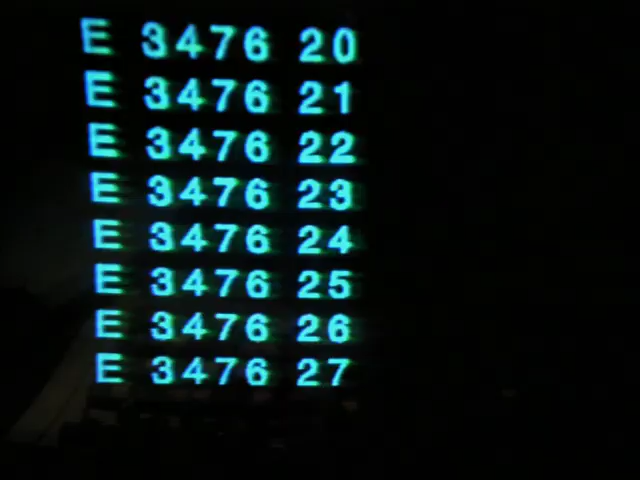 E 3476 20
E 3476 21
E 3476 22
E 3476 23
E 3476 24
E 3476 25
E 3476 26
E 3476 27